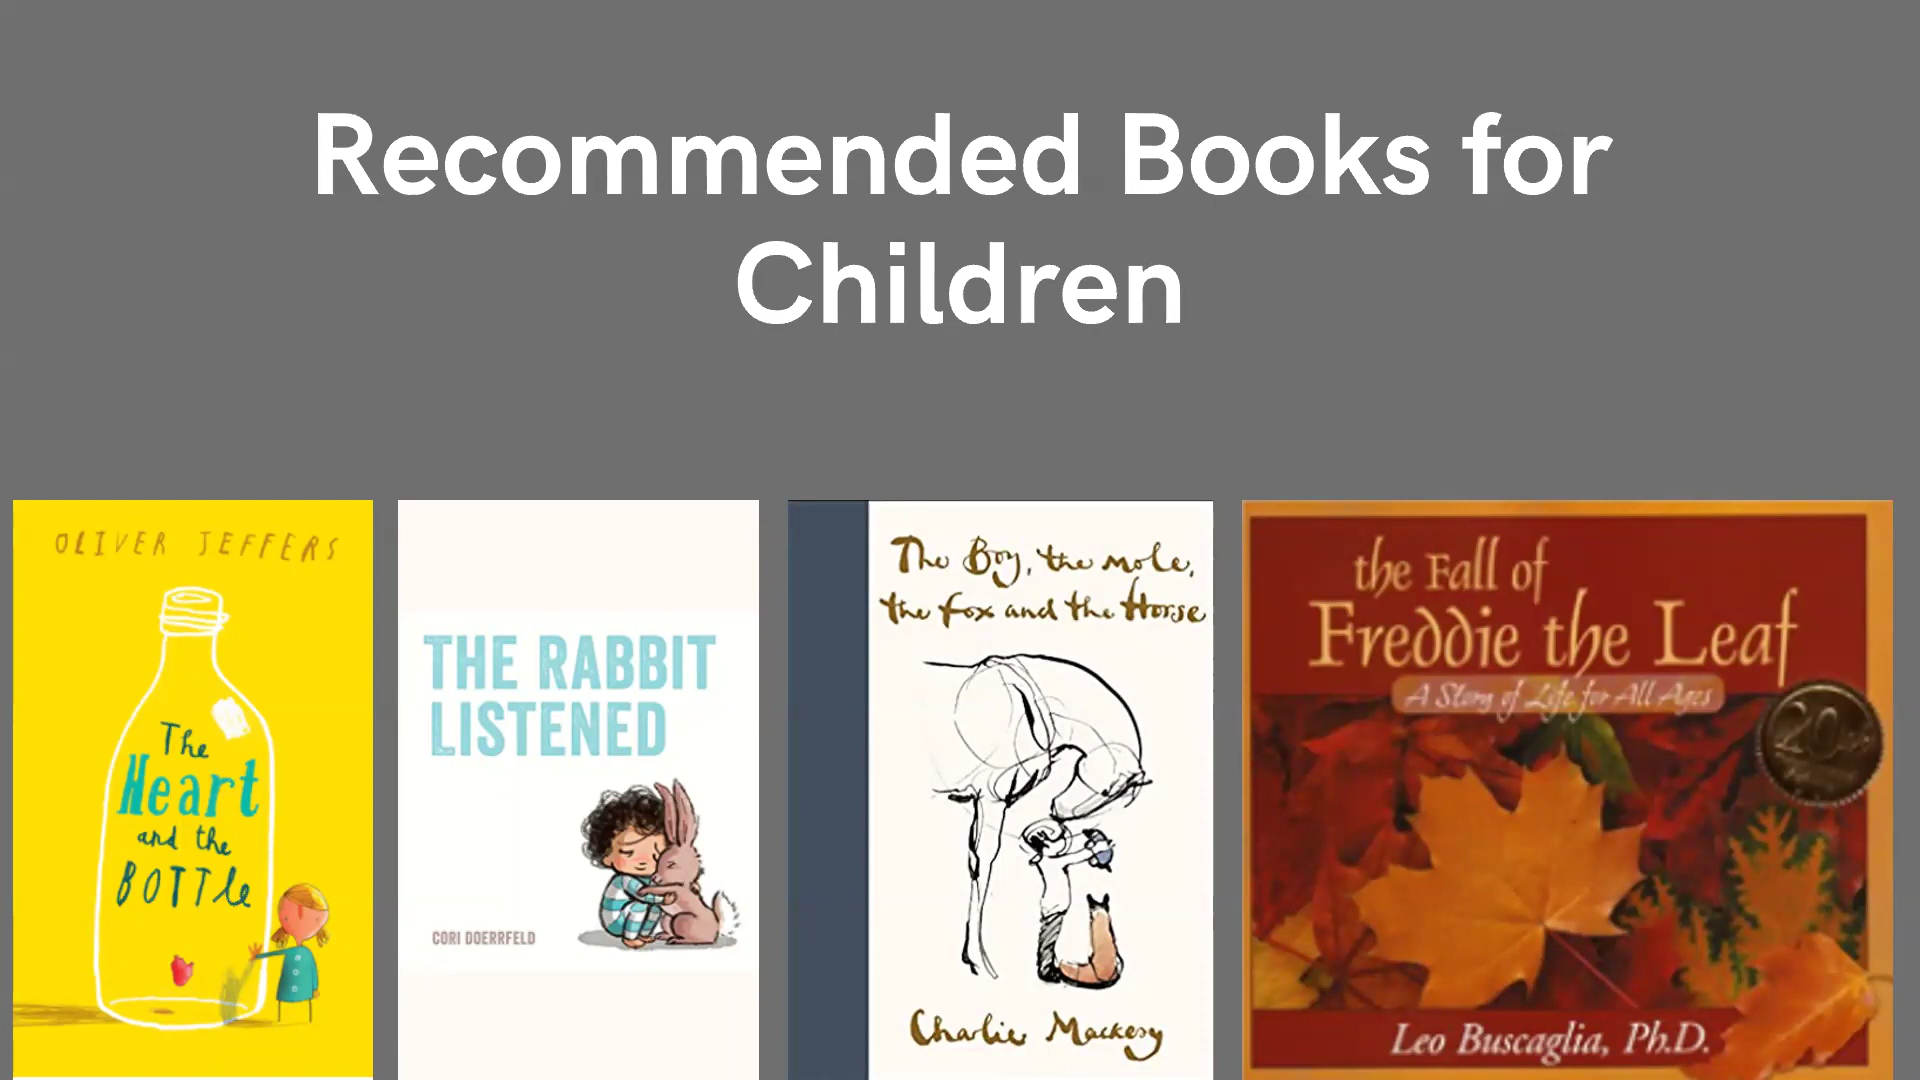 Recommended Books for
Children
OLIVER JEFFERS
The
Heart
and the
BOTTLe
THE RABBIT
LISTENED
CORI DOERRFELD
The Boy, the mole,
the fox and the Horse
Charlie Mackesy
the Fall of
Freddie the Leaf
A Story of Life for All Ages
20th
Leo Buscaglia, Ph.D.